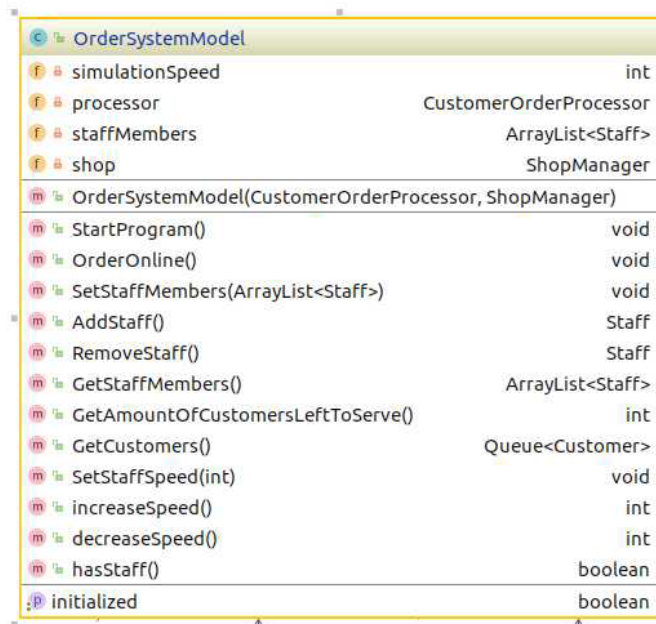 OrderSystemModel
simulationSpeed int
processor CustomerOrderProcessor
staffMembers ArrayList<Staff>
shop ShopManager
OrderSystemModel(CustomerOrderProcessor, ShopManager)
StartProgram() void
OrderOnline() void
SetStaffMembers(ArrayList<Staff>) void
AddStaff() Staff
RemoveStaff() Staff
GetStaffMembers() ArrayList<Staff>
GetAmountOfCustomersLeftToServe() int
GetCustomers() Queue<Customer>
SetStaffSpeed(int) void
increaseSpeed() int
decreaseSpeed() int
hasStaff() boolean
initialized boolean